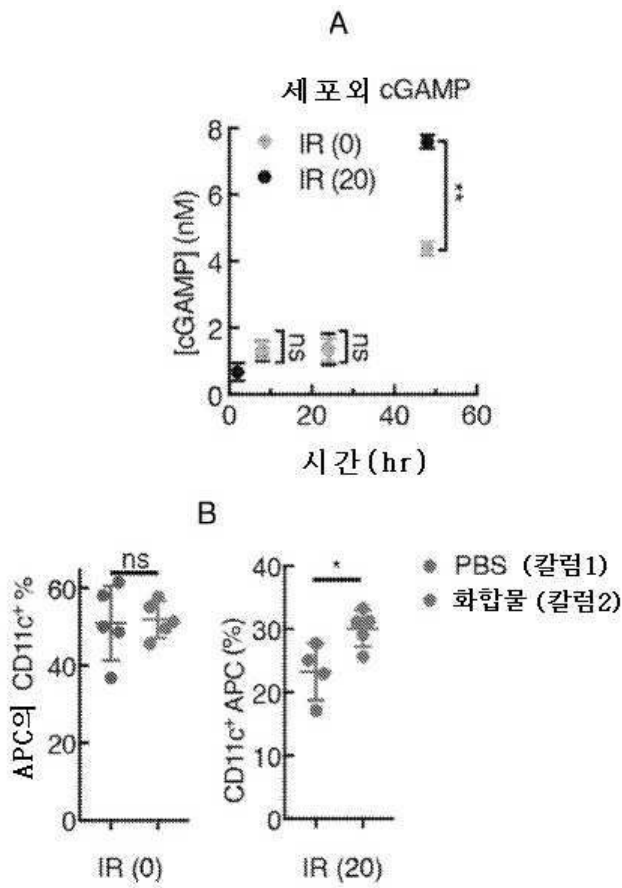 A
세포외 cGAMP
IR (0)
IR (20)
[cGAMP] (nM)
8
6
4
2
0
ns
ns
**
0 20 40 60
시간(hr)
B
APC의 CD11c+ %
60
40
20
0
ns
IR (0)
CD11c+ APC (%)
40
30
20
10
0
*
IR (20)
PBS (칼럼1)
화합물 (칼럼2)